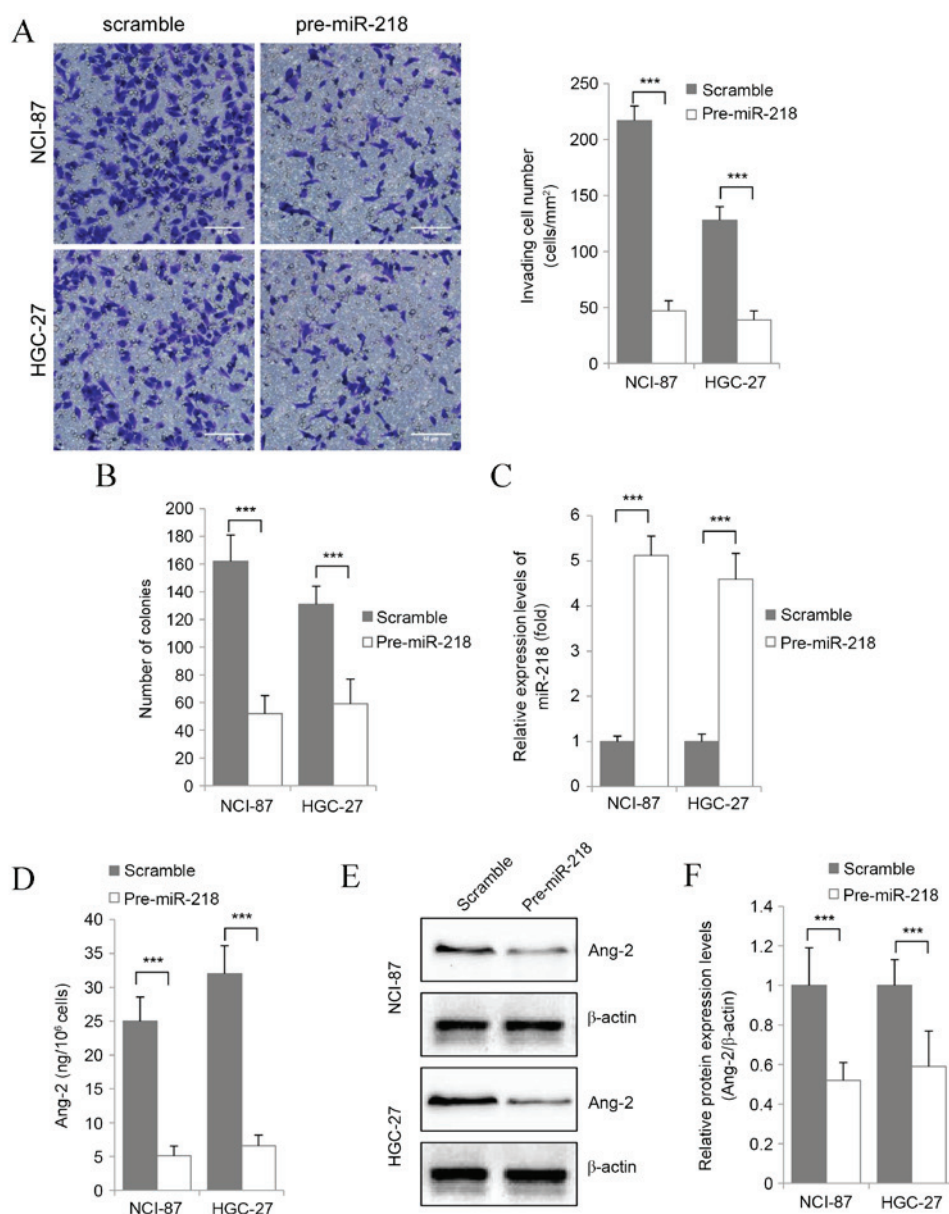 A
scramble
pre-miR-218
NCI-87
HGC-27
Invading cell number
(cells/mm²)
250
200
150
100
50
0
***
***
Scramble
Pre-miR-218
NCI-87
HGC-27
B
Number of colonies
200
180
160
140
120
100
80
60
40
20
0
***
***
Scramble
Pre-miR-218
NCI-87
HGC-27
C
Relative expression levels of
miR-218 (fold)
6
5
4
3
2
1
0
***
***
Scramble
Pre-miR-218
NCI-87
HGC-27
D
Scramble
Pre-miR-218
Ang-2 (ng/10⁶ cells)
40
35
30
25
20
15
10
5
0
***
***
NCI-87
HGC-27
E
Scramble
Pre-miR-218
NCI-87
Ang-2
β-actin
HGC-27
Ang-2
β-actin
F
Scramble
Pre-miR-218
Relative protein expression levels
(Ang-2/β-actin)
1.4
1.2
1
0.8
0.6
0.4
0.2
0
***
***
NCI-87
HGC-27